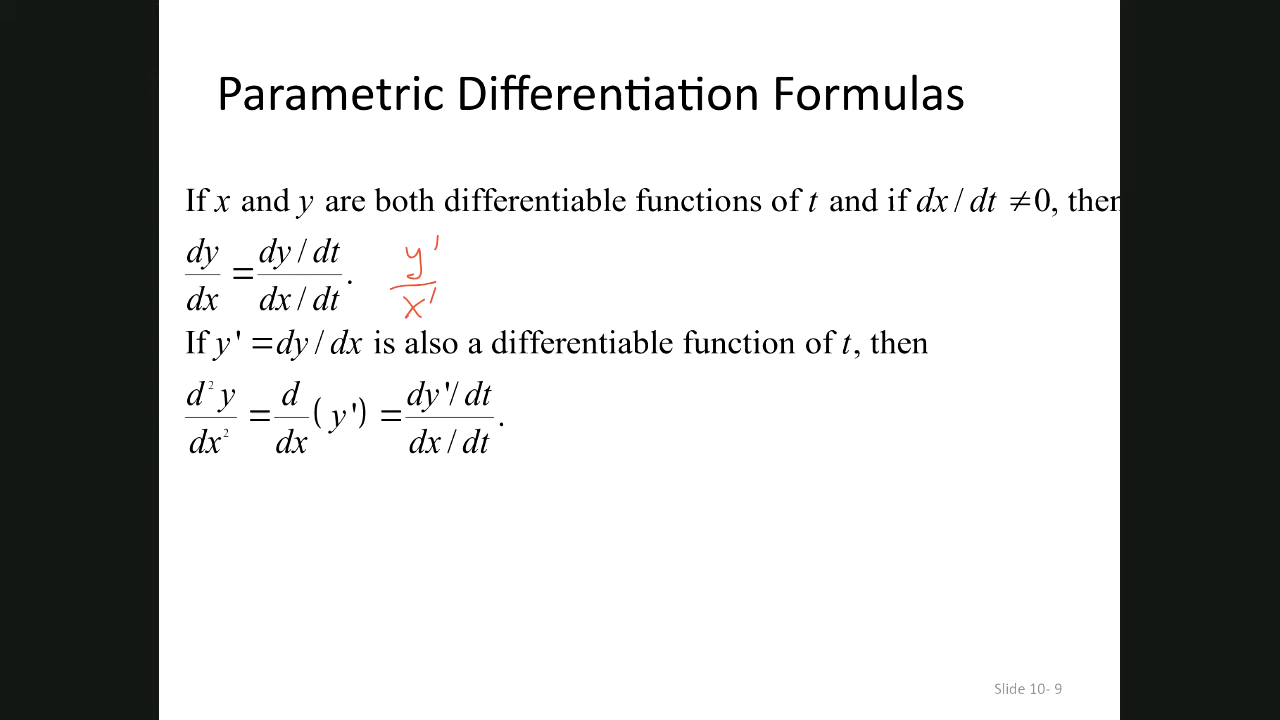 Parametric Differentiation Formulas
If x and y are both differentiable functions of t and if dx / dt ≠ 0, then
dy/dx = (dy / dt)/(dx / dt). y'/x'
If y' = dy / dx is also a differentiable function of t, then
d²y/dx² = d/dx (y') = (dy'/ dt)/(dx / dt).
Slide 10- 9